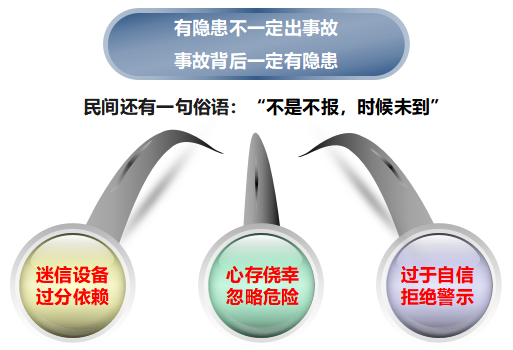 有隐患不一定出事故
事故背后一定有隐患
民间还有一句俗语：“不是不报，时候未到”
迷信设备
过分依赖
心存侥幸
忽略危险
过于自信
拒绝警示